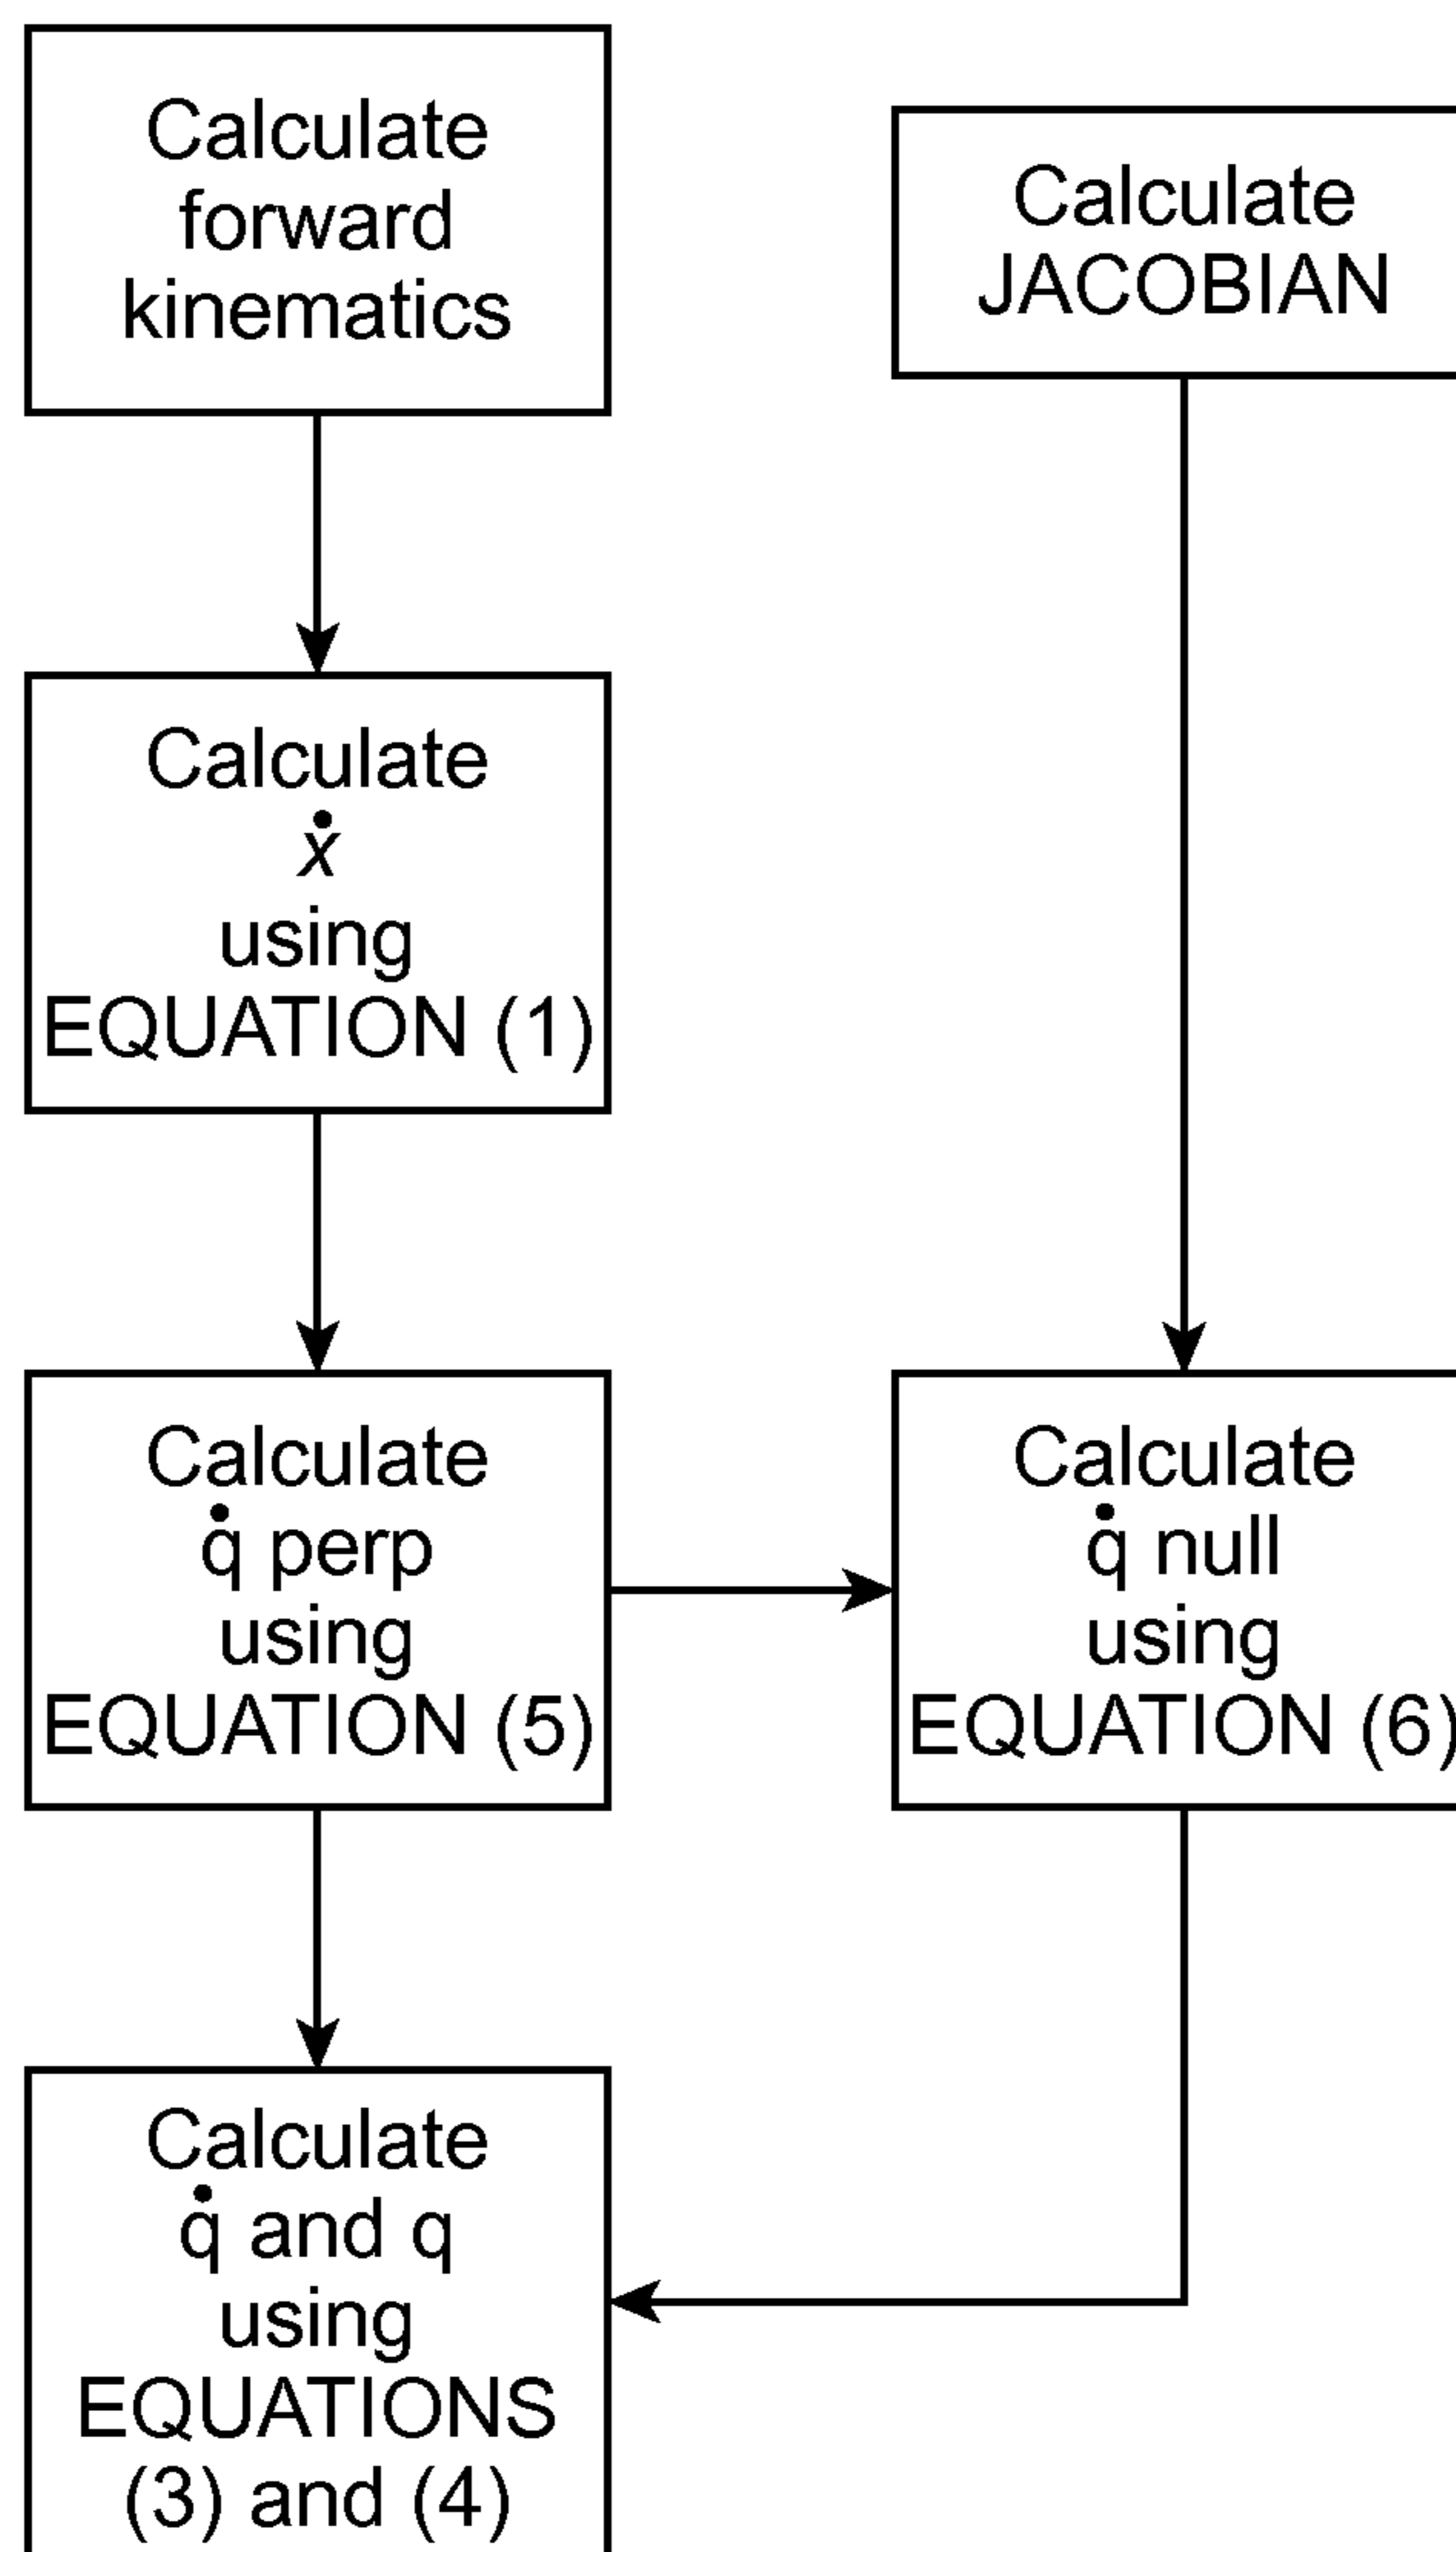 Calculate
forward
kinematics
Calculate
JACOBIAN
Calculate
ẋ
using
EQUATION (1)
Calculate
q̇ perp
using
EQUATION (5)
Calculate
q̇ null
using
EQUATION (6)
Calculate
q̇ and q
using
EQUATIONS
(3) and (4)